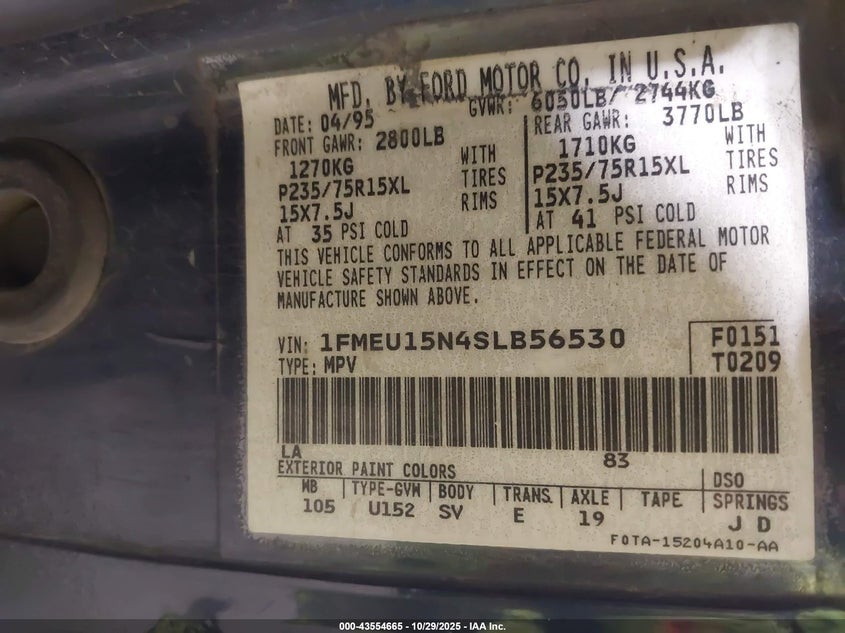 MFD. BY FORD MOTOR CO. IN U.S.A.
DATE: 04/95 GVWR: 6050LB/ 2744KG
FRONT GAWR: 2800LB REAR GAWR: 3770LB
1270KG WITH 1710KG WITH
P235/75R15XL TIRES P235/75R15XL TIRES
15X7.5J RIMS 15X7.5J RIMS
AT 35 PSI COLD AT 41 PSI COLD
THIS VEHICLE CONFORMS TO ALL APPLICABLE FEDERAL MOTOR
VEHICLE SAFETY STANDARDS IN EFFECT ON THE DATE OF
MANUFACTURE SHOWN ABOVE.
VIN: 1FMEU15N4SLB56530 F0151
TYPE: MPV T0209
LA 83
EXTERIOR PAINT COLORS DSO
WB TYPE-GVW BODY TRANS. AXLE TAPE SPRINGS
105 U152 SV E 19 J D
F0TA-15204A10-AA
000-43554665 - 10/29/2025 - IAA Inc.